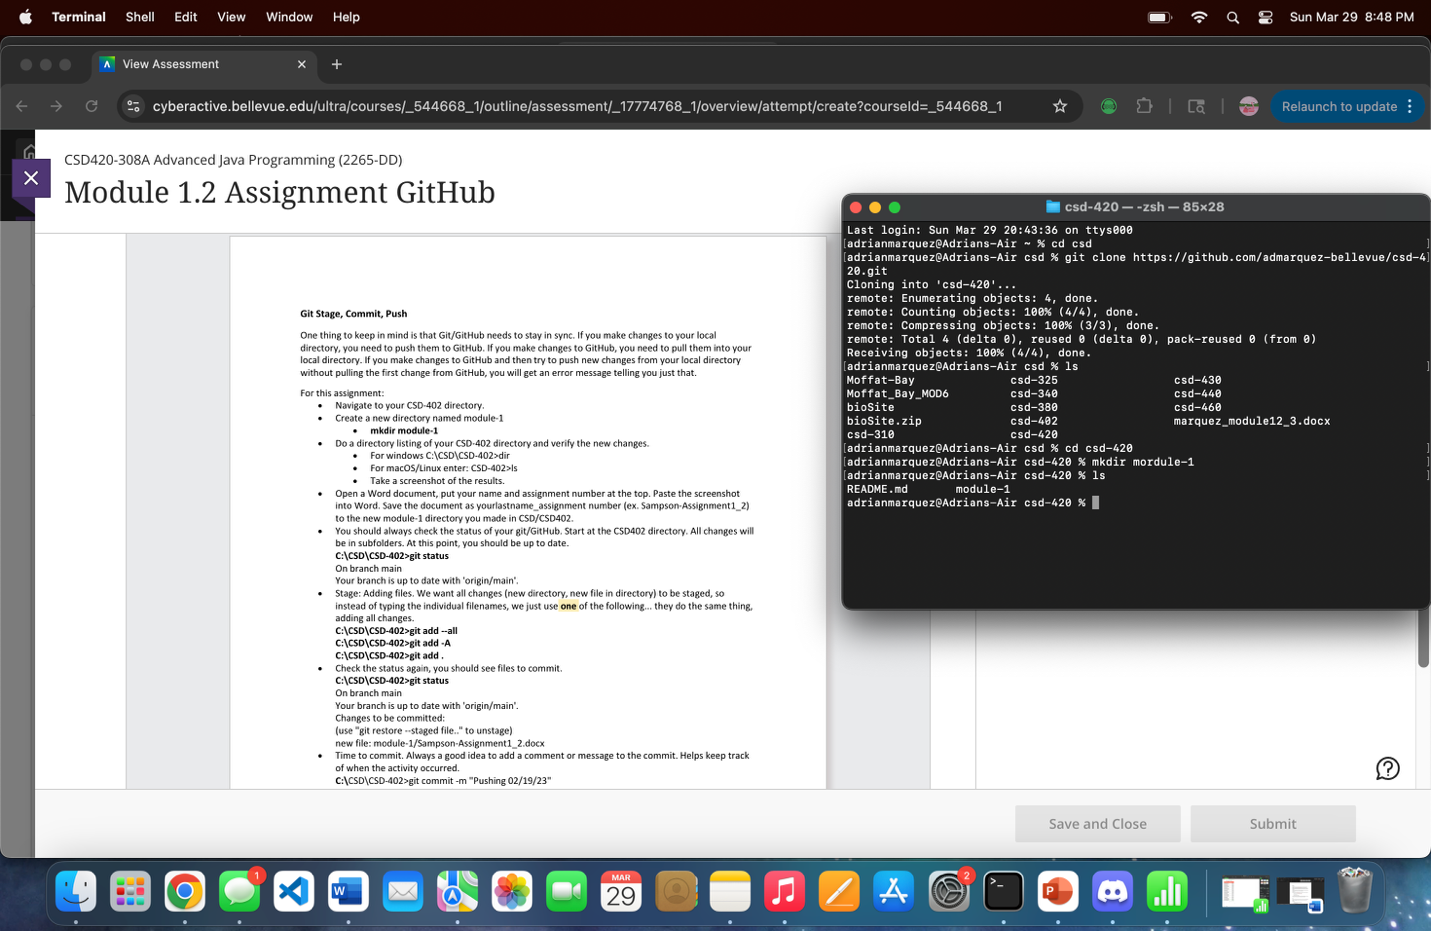 Terminal Shell Edit View Window Help Sun Mar 29 8:48 PM
View Assessment
cyberactive.bellevue.edu/ultra/courses/_544668_1/outline/assessment/_17774768_1/overview/attempt/create?courseId=_544668_1 Relaunch to update
CSD420-308A Advanced Java Programming (2265-DD)
Module 1.2 Assignment GitHub
Git Stage, Commit, Push
One thing to keep in mind is that Git/GitHub needs to stay in sync. If you make changes to your local
directory, you need to push them to GitHub. If you make changes to GitHub, you need to pull them into your
local directory. If you make changes to GitHub and then try to push new changes from your local directory
without pulling the first change from GitHub, you will get an error message telling you just that.
For this assignment:
• Navigate to your CSD-402 directory.
• Create a new directory named module-1
• mkdir module-1
• Do a directory listing of your CSD-402 directory and verify the new changes.
• For windows C:\CSD\CSD-402>dir
• For macOS/Linux enter: CSD-402>ls
• Take a screenshot of the results.
• Open a Word document, put your name and assignment number at the top. Paste the screenshot
into Word. Save the document as yourlastname_assignment number (ex. Sampson-Assignment1_2)
to the new module-1 directory you made in CSD/CSD402.
• You should always check the status of your git/GitHub. Start at the CSD402 directory. All changes will
be in subfolders. At this point, you should be up to date.
C:\CSD\CSD-402>git status
On branch main
Your branch is up to date with 'origin/main'.
• Stage: Adding files. We want all changes (new directory, new file in directory) to be staged, so
instead of typing the individual filenames, we just use one of the following... they do the same thing,
adding all changes.
C:\CSD\CSD-402>git add --all
C:\CSD\CSD-402>git add -A
C:\CSD\CSD-402>git add .
• Check the status again, you should see files to commit.
C:\CSD\CSD-402>git status
On branch main
Your branch is up to date with 'origin/main'.
Changes to be committed:
(use "git restore --staged file.." to unstage)
new file: module-1/Sampson-Assignment1_2.docx
• Time to commit. Always a good idea to add a comment or message to the commit. Helps keep track
of when the activity occurred.
C:\CSD\CSD-402>git commit -m "Pushing 02/19/23"
csd-420 — -zsh — 85×28
Last login: Sun Mar 29 20:43:36 on ttys000
[adrianmarquez@Adrians-Air ~ % cd csd ]
[adrianmarquez@Adrians-Air csd % git clone https://github.com/admarquez-bellevue/csd-4]
20.git
Cloning into 'csd-420'...
remote: Enumerating objects: 4, done.
remote: Counting objects: 100% (4/4), done.
remote: Compressing objects: 100% (3/3), done.
remote: Total 4 (delta 0), reused 0 (delta 0), pack-reused 0 (from 0)
Receiving objects: 100% (4/4), done.
[adrianmarquez@Adrians-Air csd % ls ]
Moffat-Bay csd-325 csd-430
Moffat_Bay_MOD6 csd-340 csd-440
bioSite csd-380 csd-460
bioSite.zip csd-402 marquez_module12_3.docx
csd-310 csd-420
[adrianmarquez@Adrians-Air csd % cd csd-420 ]
[adrianmarquez@Adrians-Air csd-420 % mkdir mordule-1 ]
[adrianmarquez@Adrians-Air csd-420 % ls ]
README.md module-1
adrianmarquez@Adrians-Air csd-420 %
Save and Close Submit
1
MAR
29
2